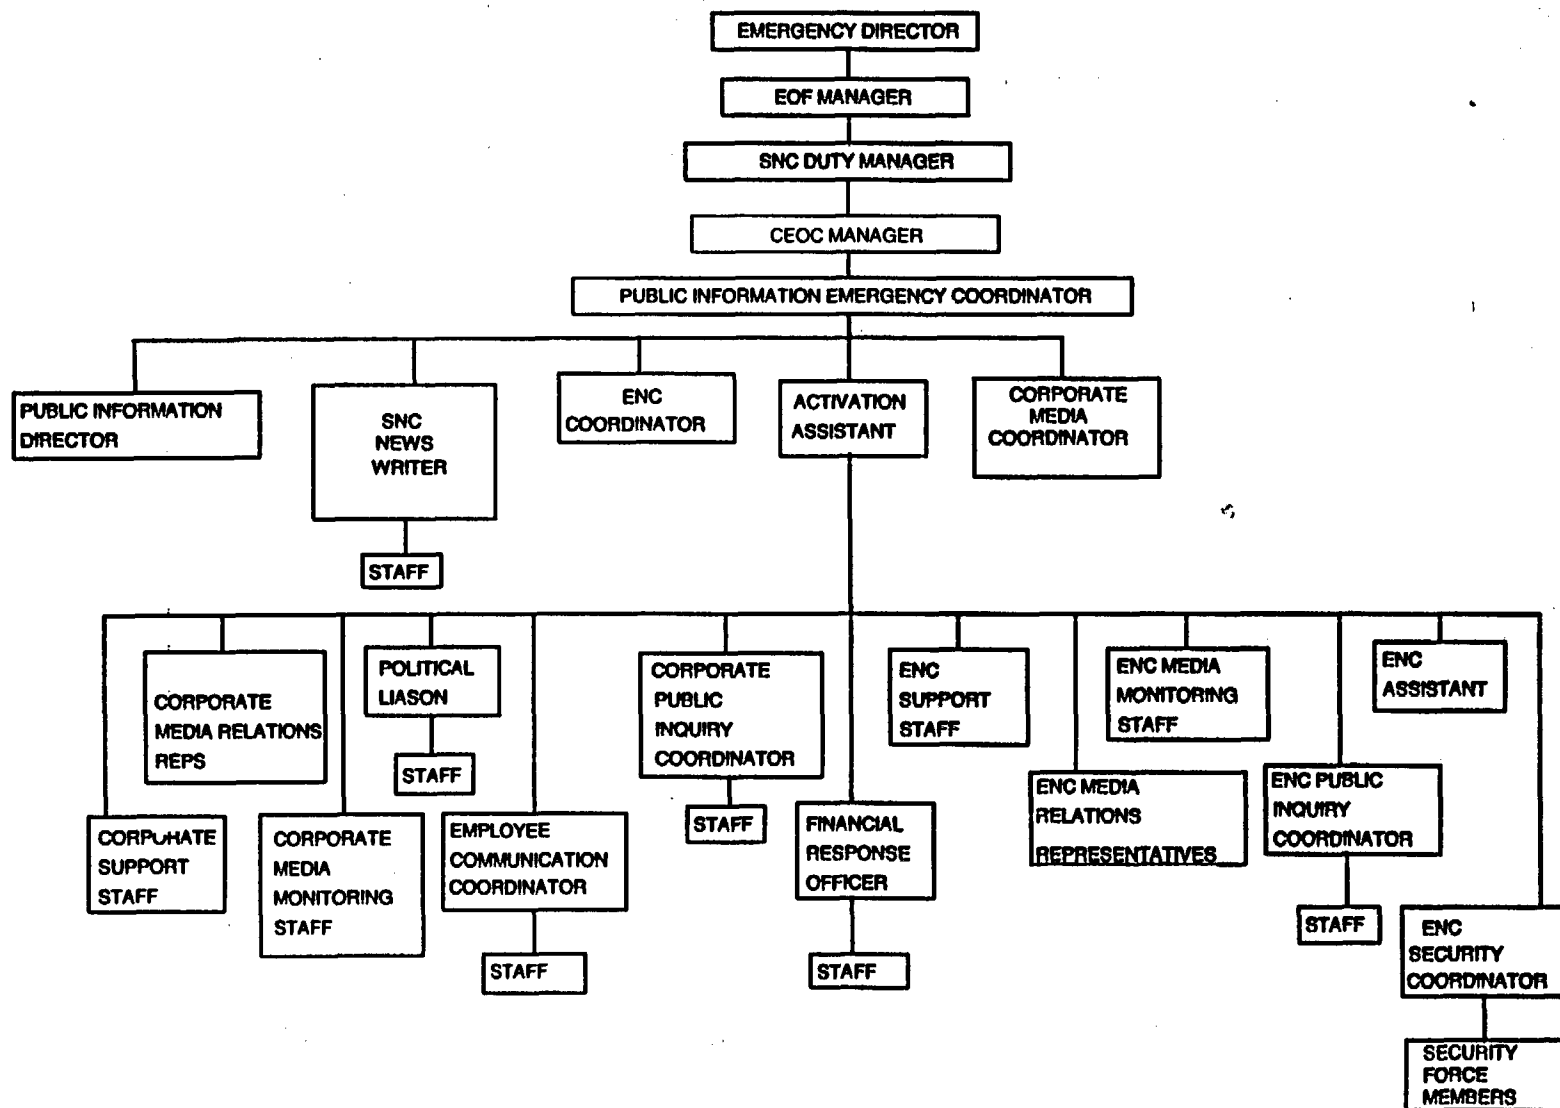 EMERGENCY DIRECTOR
EOF MANAGER
SNC DUTY MANAGER
CEOC MANAGER
PUBLIC INFORMATION EMERGENCY COORDINATOR
PUBLIC INFORMATION
DIRECTOR
SNC
NEWS
WRITER
STAFF
ENC
COORDINATOR
ACTIVATION
ASSISTANT
CORPORATE
MEDIA
COORDINATOR
CORPORATE
SUPPORT
STAFF
CORPORATE
MEDIA RELATIONS
REPS
CORPORATE
MEDIA
MONITORING
STAFF
POLITICAL
LIASON
STAFF
EMPLOYEE
COMMUNICATION
COORDINATOR
STAFF
CORPORATE
PUBLIC
INQUIRY
COORDINATOR
STAFF
FINANCIAL
RESPONSE
OFFICER
STAFF
ENC
SUPPORT
STAFF
ENC MEDIA
RELATIONS
REPRESENTATIVES
ENC MEDIA
MONITORING
STAFF
ENC PUBLIC
INQUIRY
COORDINATOR
STAFF
ENC
ASSISTANT
ENC
SECURITY
COORDINATOR
SECURITY
FORCE
MEMBERS